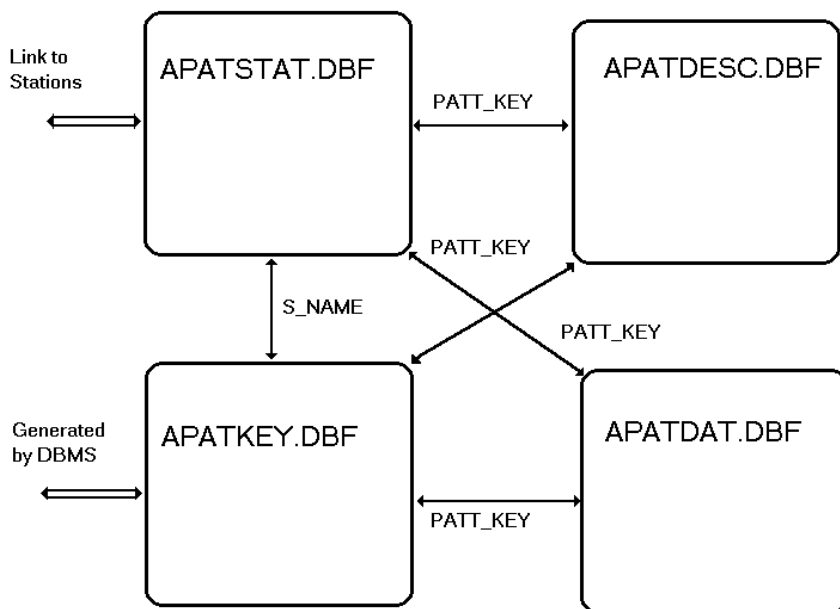 Link to
Stations
APATSTAT.DBF
APATDESC.DBF
PATT_KEY
PATT_KEY
S_NAME
PATT_KEY
Generated
by DBMS
APATKEY.DBF
APATDAT.DBF
PATT_KEY